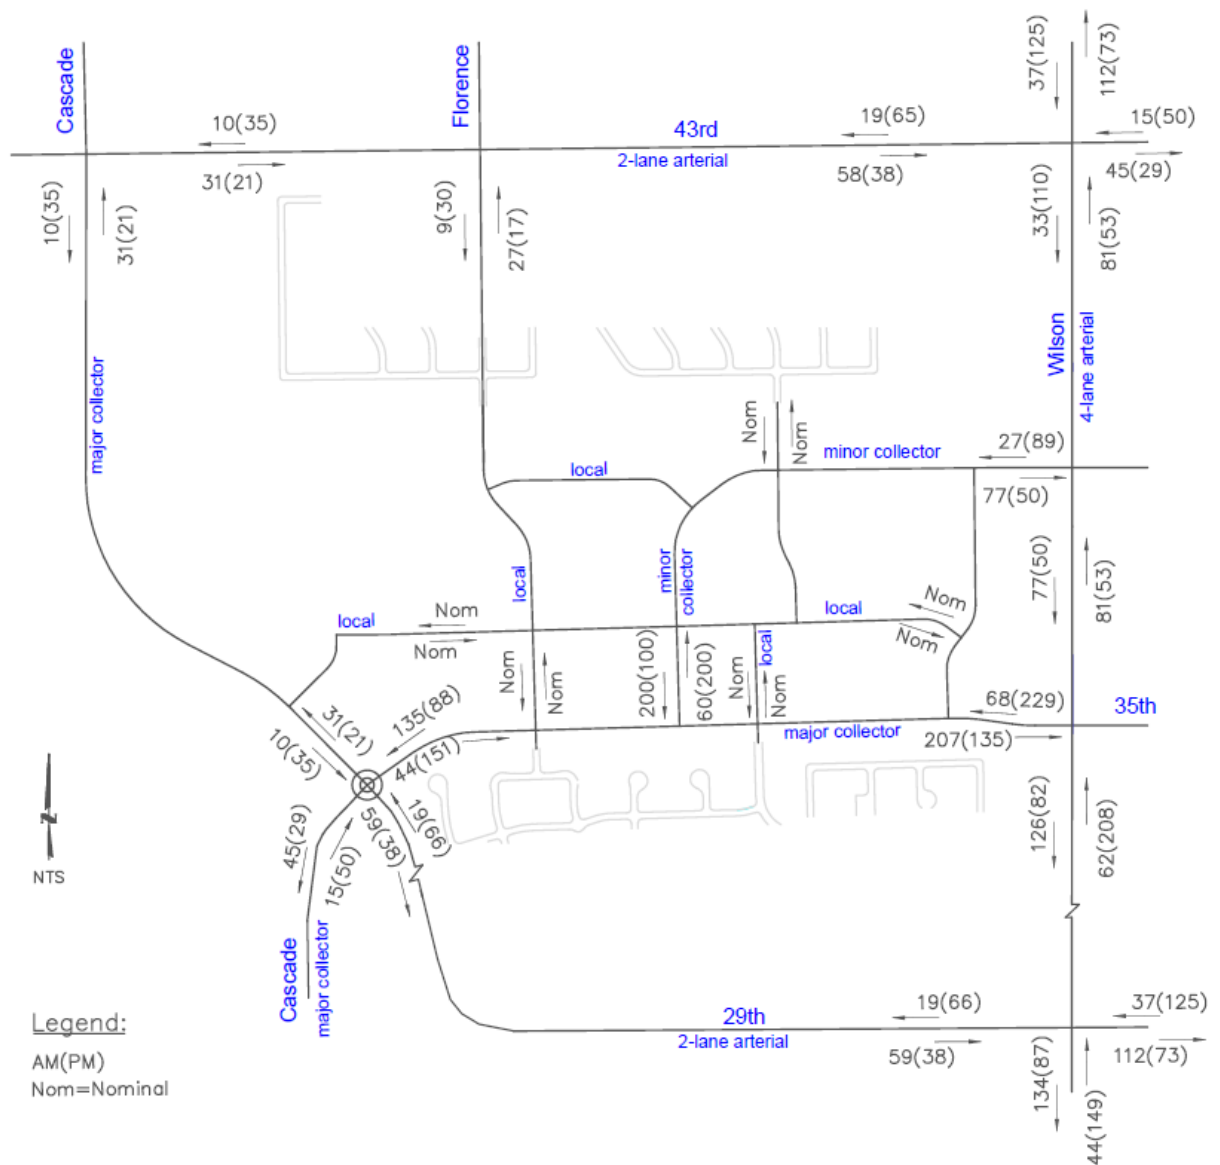 Cascade
Florence
37(125)
112(73)
10(35)
43rd
19(65)
15(50)
2-lane arterial
31(21)
58(38)
45(29)
10(35)
31(21)
9(30)
27(17)
33(110)
81(53)
major collector
Wilson
4-lane arterial
Nom
Nom
minor collector
27(89)
local
77(50)
77(50)
81(53)
local
minor
collector
Nom
local
Nom
local
Nom
Nom
local
Nom
Nom
200(100)
60(200)
Nom
Nom
68(229)
35th
31(21)
135(88)
10(35)
44(151)
major collector
207(135)
126(82)
62(208)
45(29)
15(50)
59(38)
19(66)
N
NTS
Cascade
major collector
19(66)
37(125)
29th
2-lane arterial
59(38)
112(73)
134(87)
44(149)
Legend:
AM(PM)
Nom=Nominal